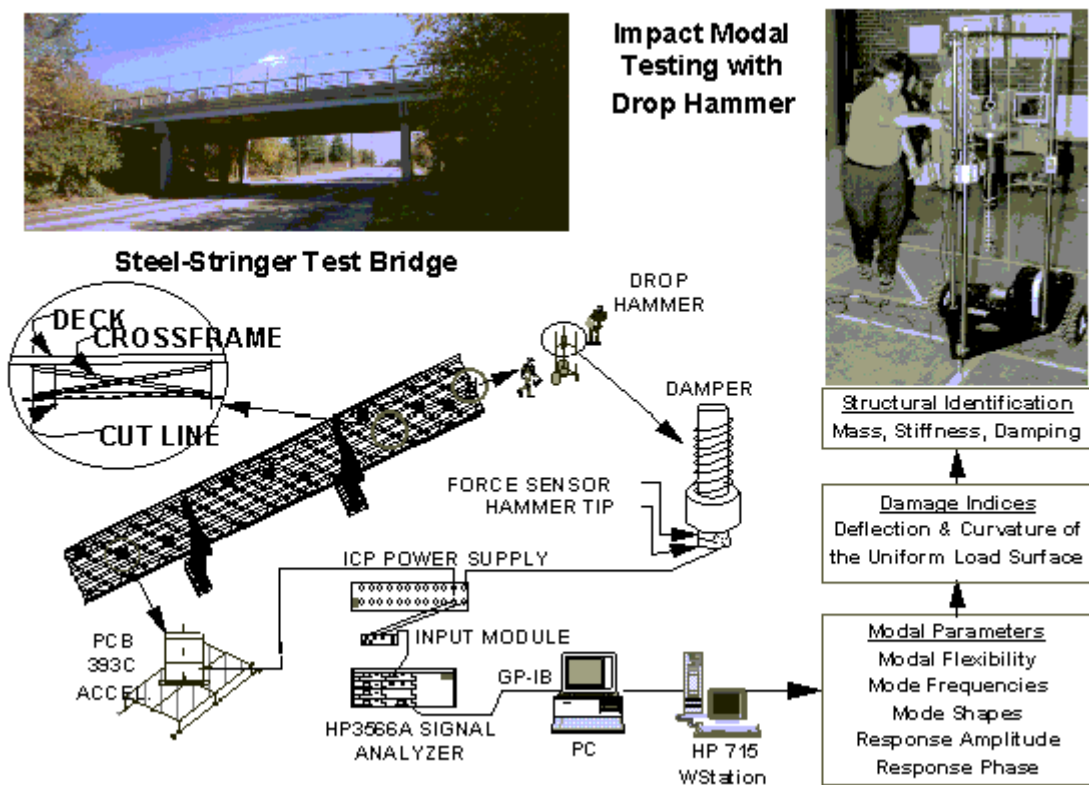 Impact Modal
Testing with
Drop Hammer
Steel-Stringer Test Bridge
DECK
CROSSFRAME
CUT LINE
DROP
HAMMER
DAMPER
FORCE SENSOR
HAMMER TIP
ICP POWER SUPPLY
INPUT MODULE
PCB
393C
ACCEL.
GP-IB
HP3566A SIGNAL
ANALYZER
PC
HP 715
WStation
Structural Identification
Mass, Stiffness, Damping
Damage Indices
Deflection & Curvature of
the Uniform Load Surface
Modal Parameters
Modal Flexibility
Mode Frequencies
Mode Shapes
Response Amplitude
Response Phase